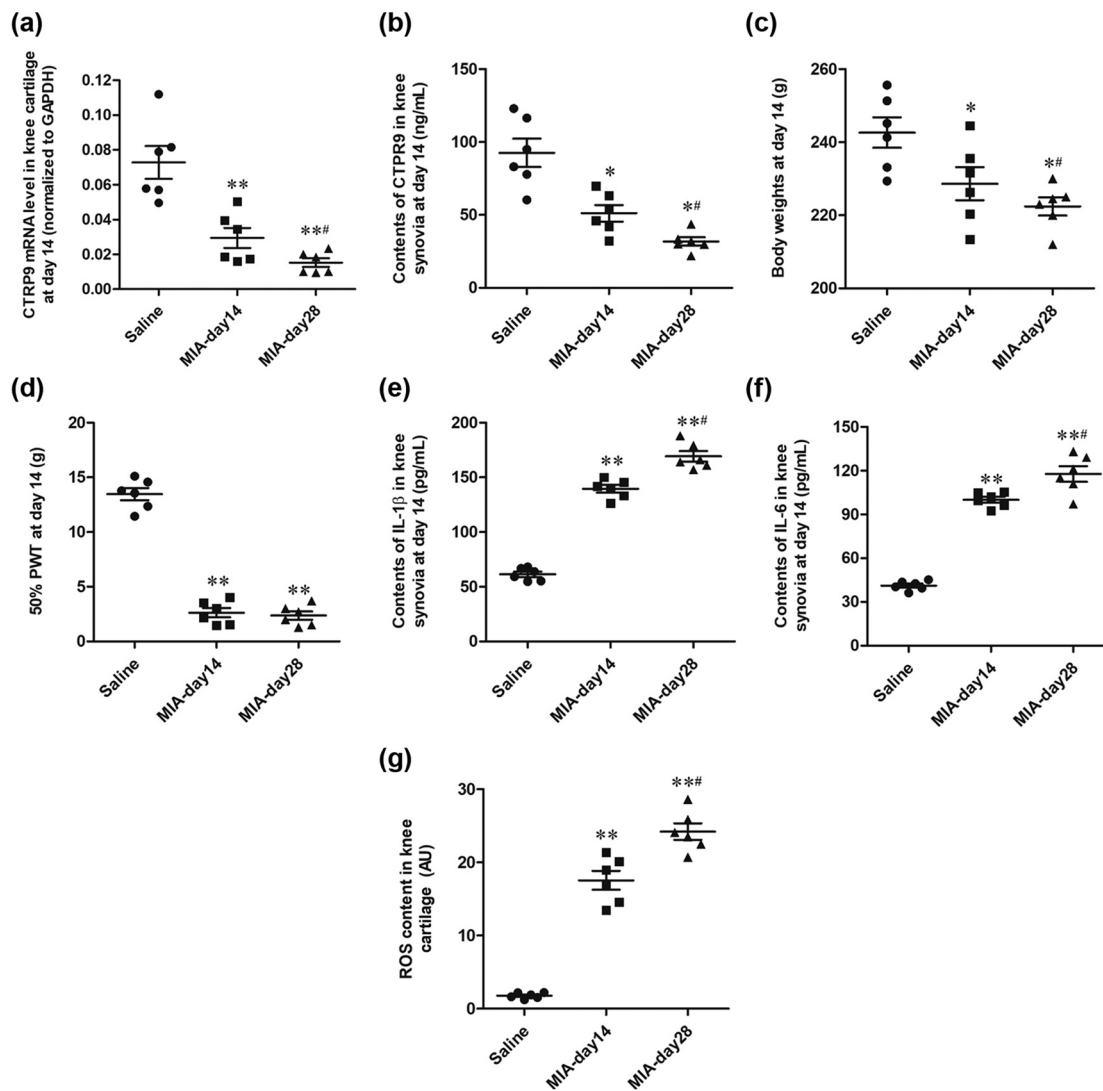 (a)
CTRP9 mRNA level in knee cartilage
at day 14 (normalized to GAPDH)
0.12
0.10
0.08
0.06
0.04
0.02
0.00
**
**#
Saline
MIA-day14
MIA-day28
(b)
Contents of CTPR9 in knee
synovia at day 14 (ng/mL)
150
100
50
0
*
*#
Saline
MIA-day14
MIA-day28
(c)
Body weights at day 14 (g)
260
240
220
200
*
*#
Saline
MIA-day14
MIA-day28
(d)
50% PWT at day 14 (g)
20
15
10
5
0
**
**
Saline
MIA-day14
MIA-day28
(e)
Contents of IL-1β in knee
synovia at day 14 (pg/mL)
200
150
100
50
0
**
**#
Saline
MIA-day14
MIA-day28
(f)
Contents of IL-6 in knee
synovia at day 14 (pg/mL)
150
120
90
60
30
0
**
**#
Saline
MIA-day14
MIA-day28
(g)
ROS content in knee
cartilage (AU)
30
20
10
0
**
**#
Saline
MIA-day14
MIA-day28